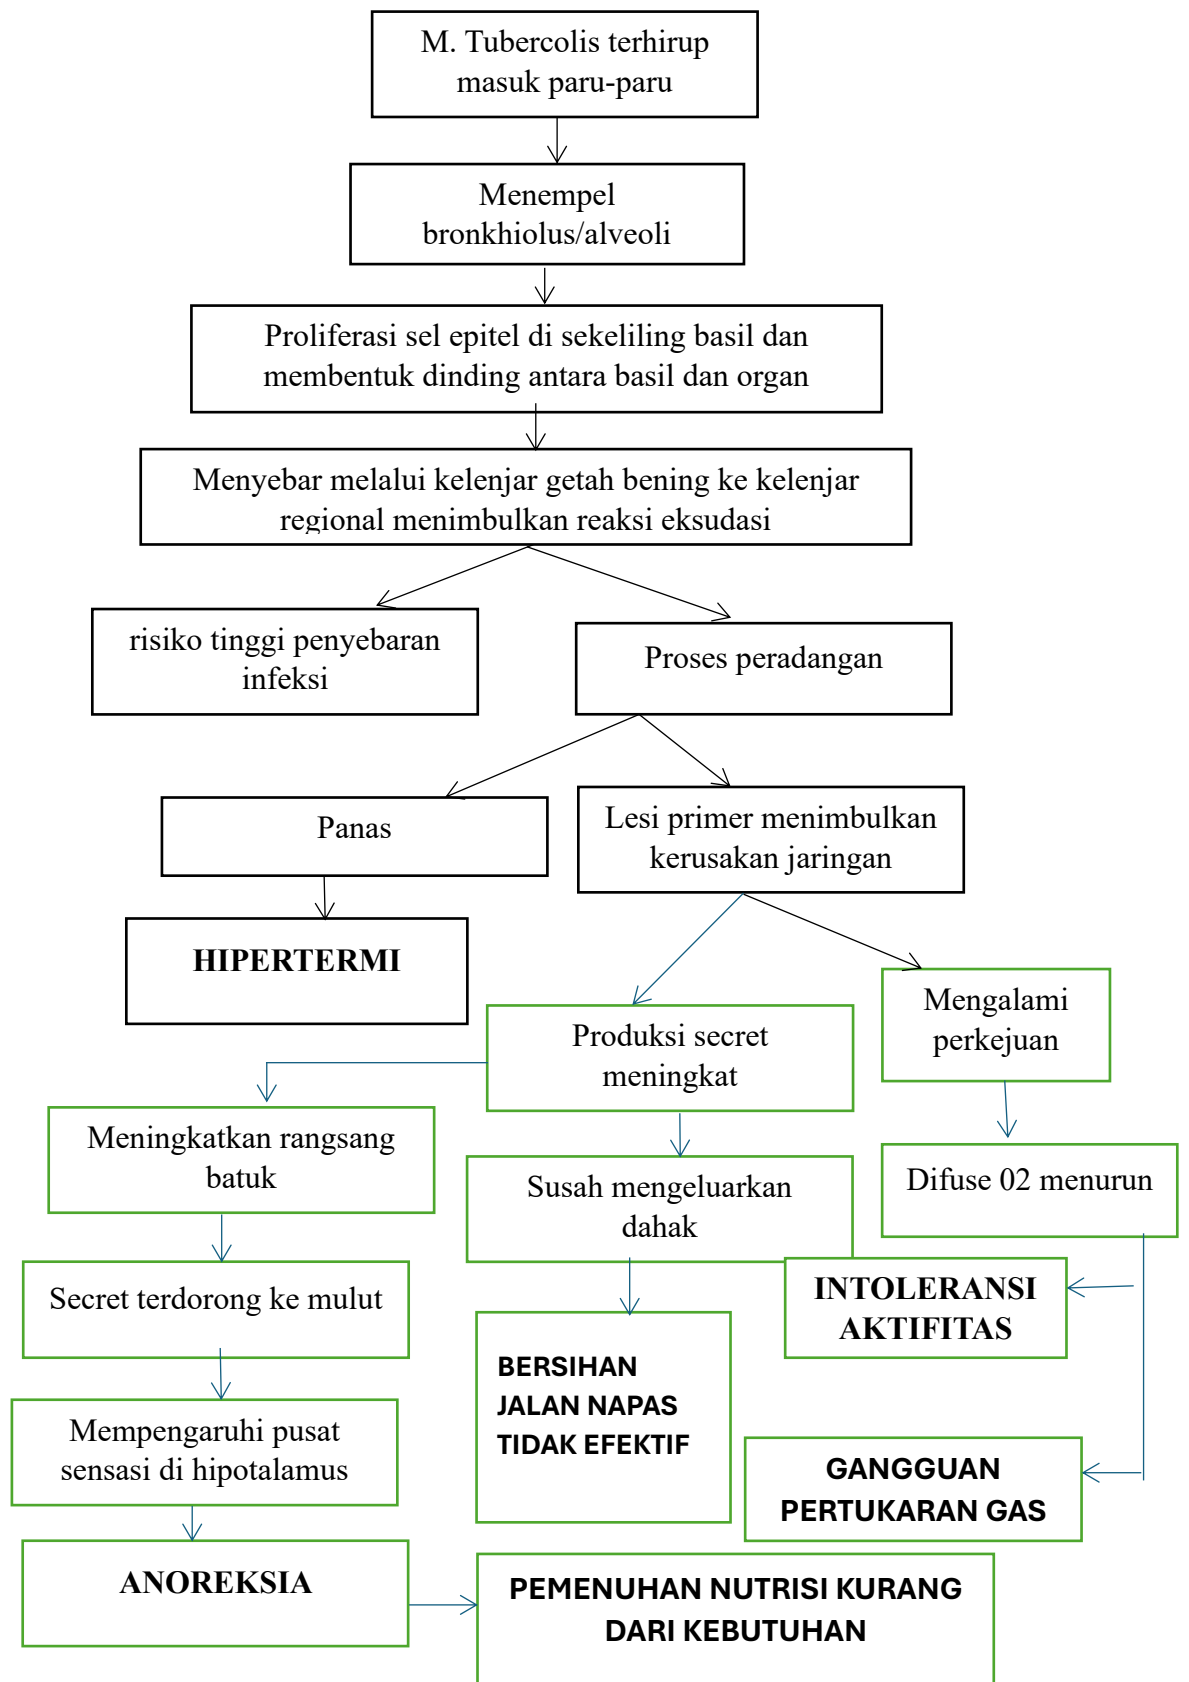 M. Tubercolis terhirup
masuk paru-paru
Menempel
bronkhiolus/alveoli
Proliferasi sel epitel di sekeliling basil dan
membentuk dinding antara basil dan organ
Menyebar melalui kelenjar getah bening ke kelenjar
regional menimbulkan reaksi eksudasi
risiko tinggi penyebaran
infeksi
Proses peradangan
Panas
Lesi primer menimbulkan
kerusakan jaringan
HIPERTERMI
Mengalami
perkejuan
Produksi secret
meningkat
Meningkatkan rangsang
batuk
Susah mengeluarkan
dahak
Difuse 02 menurun
Secret terdorong ke mulut
INTOLERANSI
AKTIFITAS
BERSIHAN
JALAN NAPAS
TIDAK EFEKTIF
Mempengaruhi pusat
sensasi di hipotalamus
GANGGUAN
PERTUKARAN GAS
ANOREKSIA
PEMENUHAN NUTRISI KURANG
DARI KEBUTUHAN